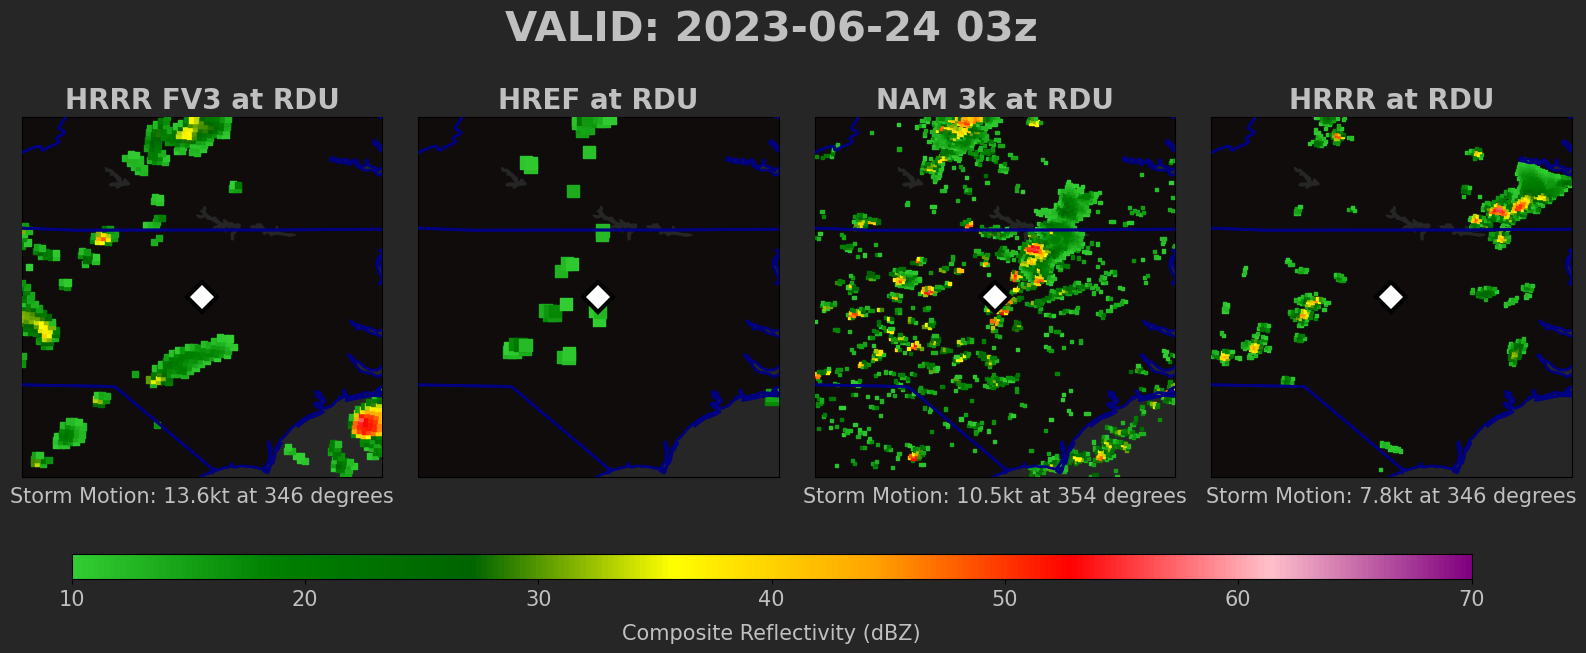 VALID: 2023-06-24 03z
HRRR FV3 at RDU
HREF at RDU
NAM 3k at RDU
HRRR at RDU
Storm Motion: 13.6kt at 346 degrees
Storm Motion: 10.5kt at 354 degrees
Storm Motion: 7.8kt at 346 degrees
10 20 30 40 50 60 70
Composite Reflectivity (dBZ)